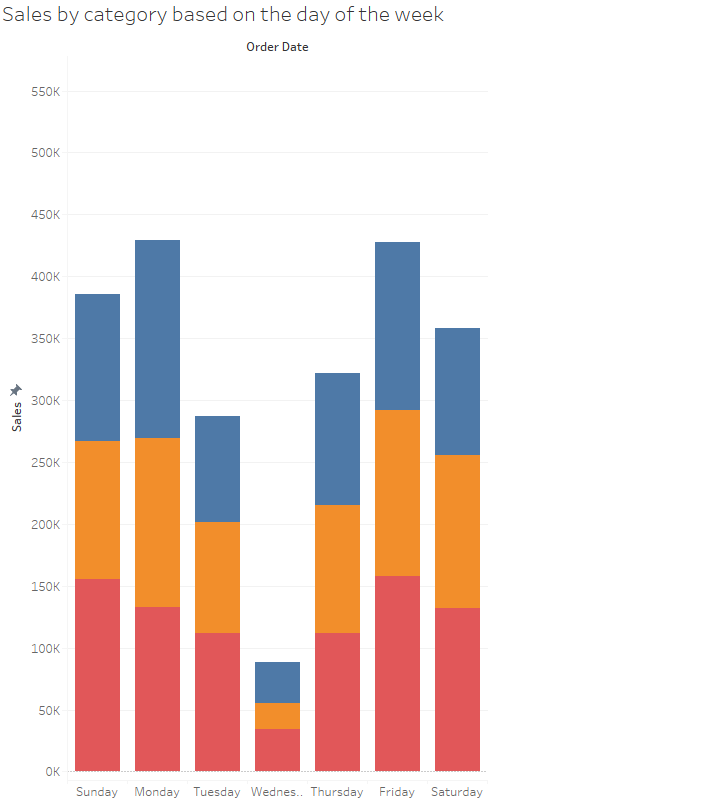 Sales by category based on the day of the week
Order Date
550K
500K
450K
400K
350K
300K
250K
200K
150K
100K
50K
0K
Sales
Sunday Monday Tuesday Wednes.. Thursday Friday Saturday